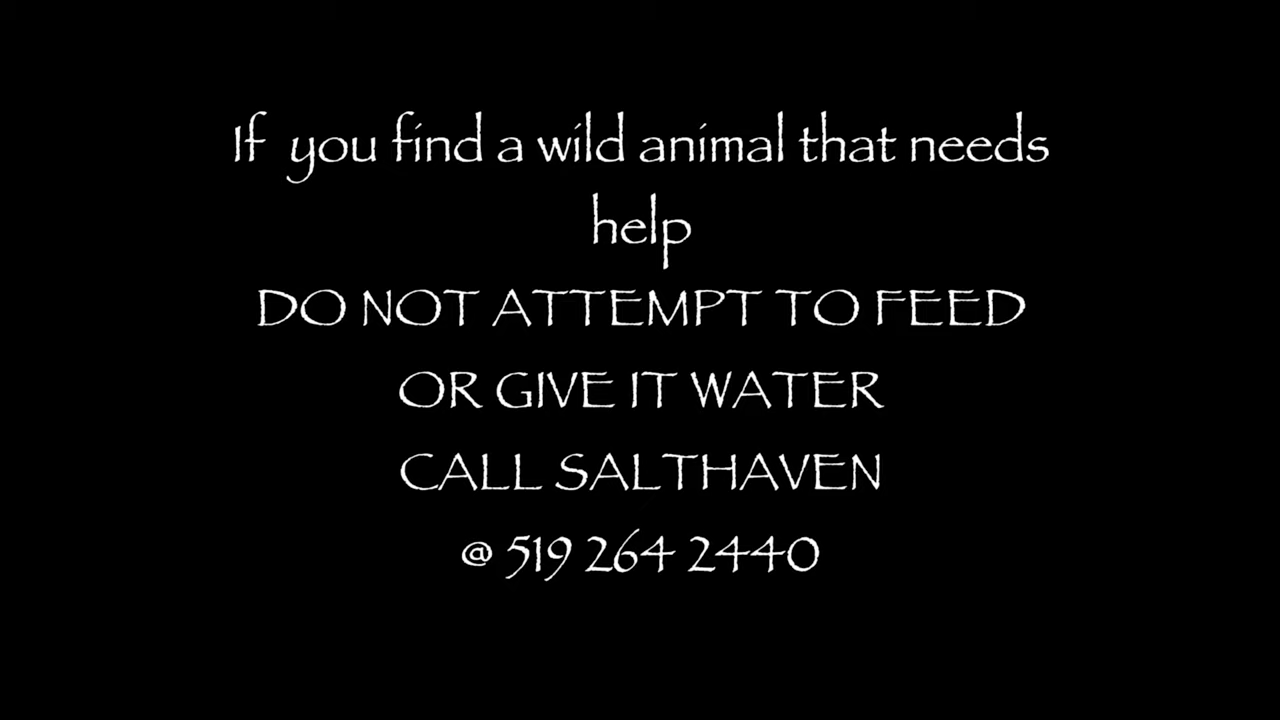 If you find a wild animal that needs
help
DO NOT ATTEMPT TO FEED
OR GIVE IT WATER
CALL SALTHAVEN
@ 519 264 2440